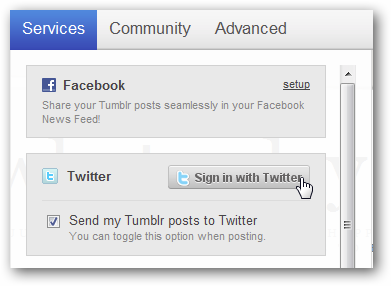 Services Community Advanced
Facebook setup
Share your Tumblr posts seamlessly in your Facebook
News Feed!
Twitter Sign in with Twitter
Send my Tumblr posts to Twitter
You can toggle this option when posting.